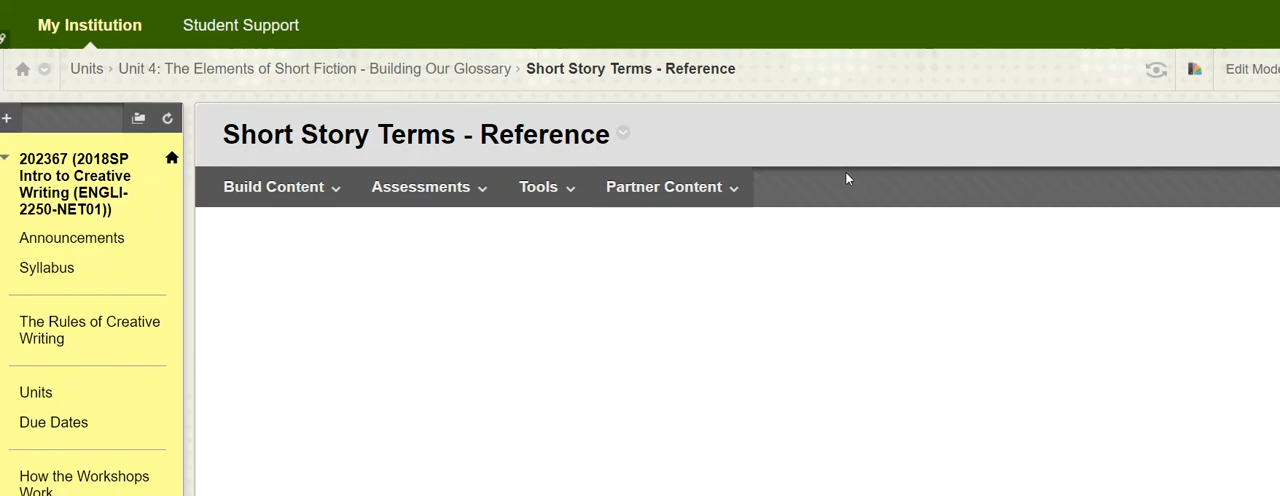 My Institution Student Support
Units › Unit 4: The Elements of Short Fiction - Building Our Glossary › Short Story Terms - Reference
Edit Mode
Short Story Terms - Reference
Build Content Assessments Tools Partner Content
202367 (2018SP
Intro to Creative
Writing (ENGLI-
2250-NET01))
Announcements
Syllabus
The Rules of Creative
Writing
Units
Due Dates
How the Workshops
Work